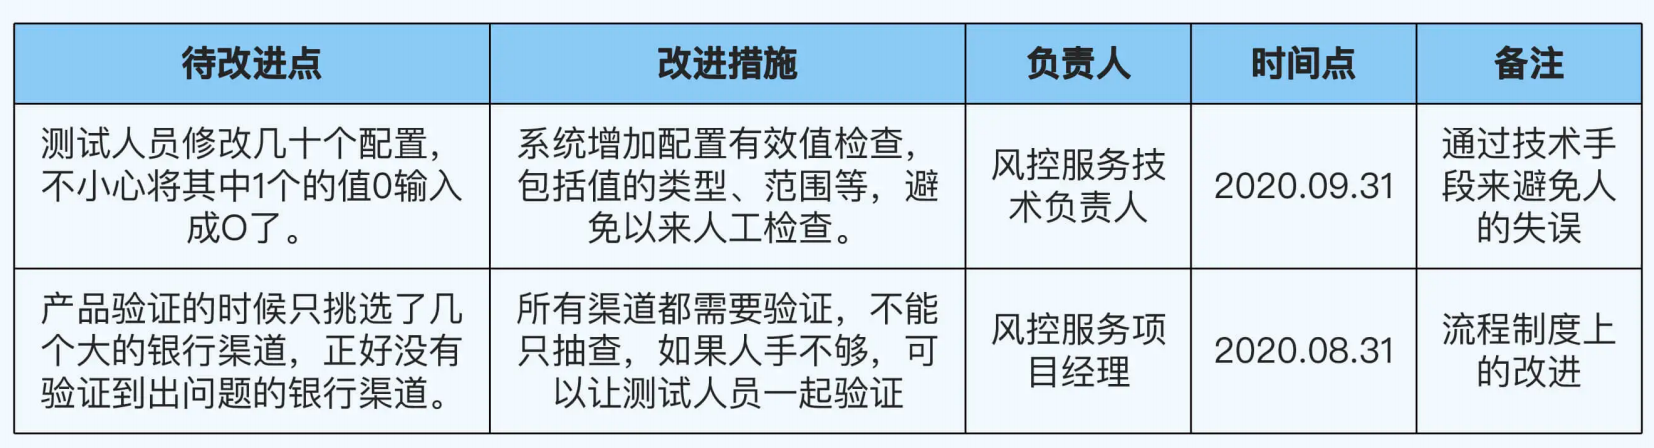 待改进点
改进措施
负责人
时间点
备注
测试人员修改几十个配置，
不小心将其中1个的值0输入
成O了。
系统增加配置有效值检查，
包括值的类型、范围等，避
免以来人工检查。
风控服务技
术负责人
2020.09.31
通过技术手
段来避免人
的失误
产品验证的时候只挑选了几
个大的银行渠道，正好没有
验证到出问题的银行渠道。
所有渠道都需要验证，不能
只抽查，如果人手不够，可
以让测试人员一起验证
风控服务项
目经理
2020.08.31
流程制度上
的改进